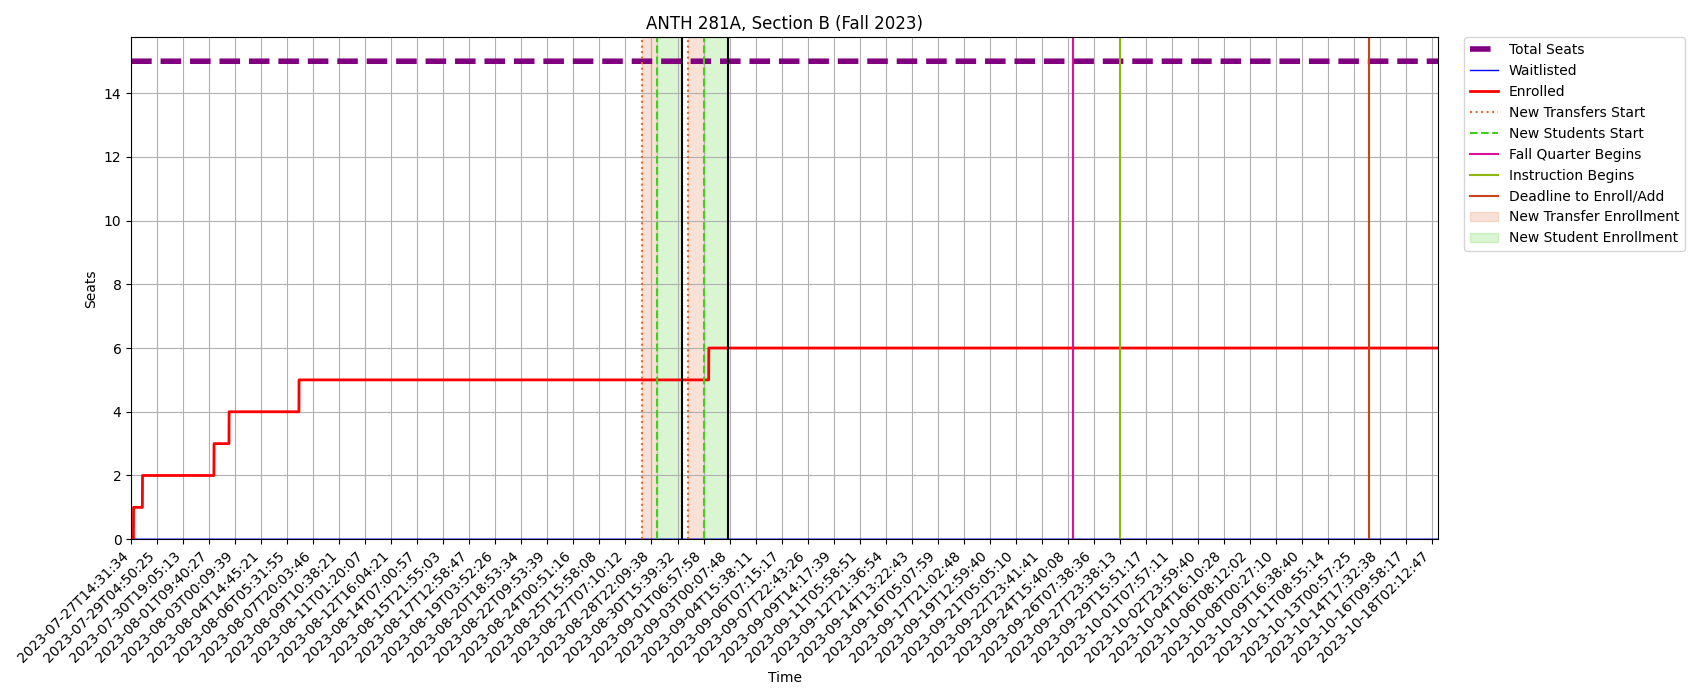 ANTH 281A, Section B (Fall 2023)
Total Seats
Waitlisted
Enrolled
New Transfers Start
New Students Start
Fall Quarter Begins
Instruction Begins
Deadline to Enroll/Add
New Transfer Enrollment
New Student Enrollment
Seats
14
12
10
8
6
4
2
0
2023-07-27T14:31:34
2023-07-29T04:50:25
2023-07-30T19:05:13
2023-08-01T09:40:27
2023-08-03T00:09:39
2023-08-04T14:45:21
2023-08-06T05:31:55
2023-08-07T20:03:46
2023-08-09T10:38:21
2023-08-11T01:20:07
2023-08-12T16:04:21
2023-08-14T07:00:57
2023-08-15T21:55:03
2023-08-17T12:58:47
2023-08-19T03:52:26
2023-08-20T18:53:34
2023-08-22T09:53:39
2023-08-24T00:51:16
2023-08-25T15:58:08
2023-08-27T07:10:12
2023-08-28T22:09:38
2023-08-30T15:39:32
2023-09-01T06:57:58
2023-09-03T00:07:48
2023-09-04T15:38:11
2023-09-06T07:15:17
2023-09-07T22:43:26
2023-09-09T14:17:39
2023-09-11T05:58:51
2023-09-12T21:36:54
2023-09-14T13:22:43
2023-09-16T05:07:59
2023-09-17T21:02:48
2023-09-19T12:59:40
2023-09-21T05:05:10
2023-09-22T23:41:41
2023-09-24T15:40:08
2023-09-26T07:38:36
2023-09-27T23:38:13
2023-09-29T15:51:17
2023-10-01T07:57:11
2023-10-02T23:59:40
2023-10-04T16:10:28
2023-10-06T08:12:02
2023-10-08T00:27:10
2023-10-09T16:38:40
2023-10-11T08:55:14
2023-10-13T00:57:25
2023-10-14T17:32:38
2023-10-16T09:58:17
2023-10-18T02:12:47
Time